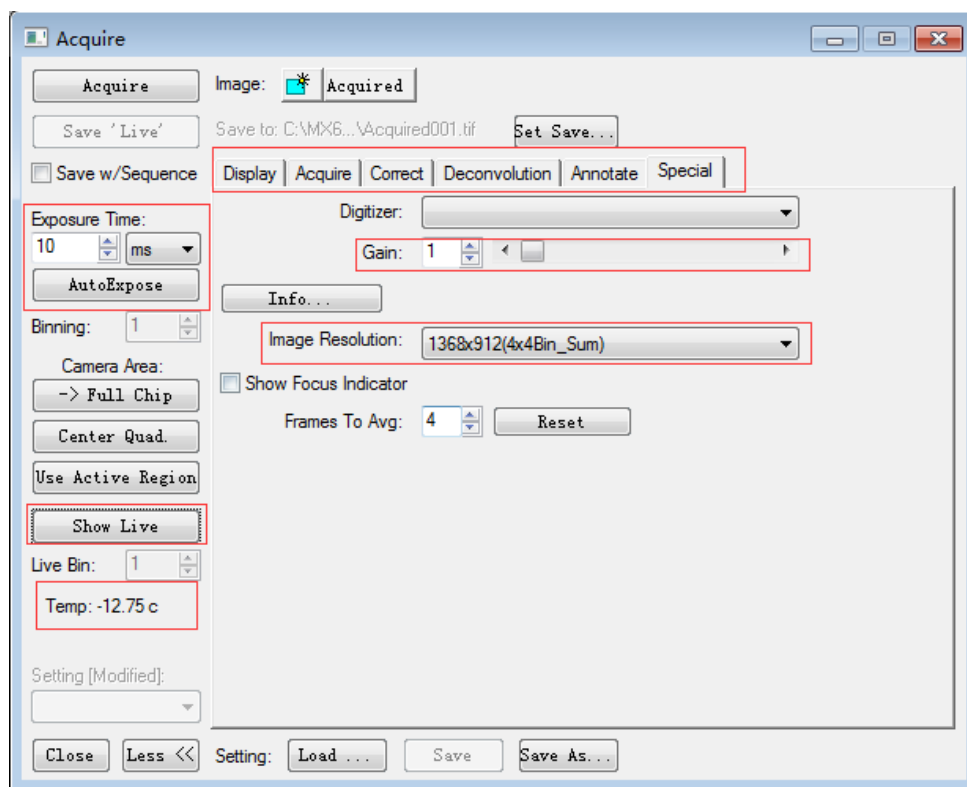 Acquire
Acquire
Image: Acquired
Save 'Live'
Save to: C:\MX6...\Acquired001.tif
Set Save...
Save w/Sequence
Display
Acquire
Correct
Deconvolution
Annotate
Special
Exposure Time:
10
ms
AutoExpose
Binning:
1
Camera Area:
-> Full Chip
Center Quad.
Use Active Region
Show Live
Live Bin:
1
Temp: -12.75 c
Setting [Modified]:
Digitizer:
Gain:
1
Info...
Image Resolution:
1368x912(4x4Bin_Sum)
Show Focus Indicator
Frames To Avg:
4
Reset
Close
Less <<
Setting:
Load ...
Save
Save As...